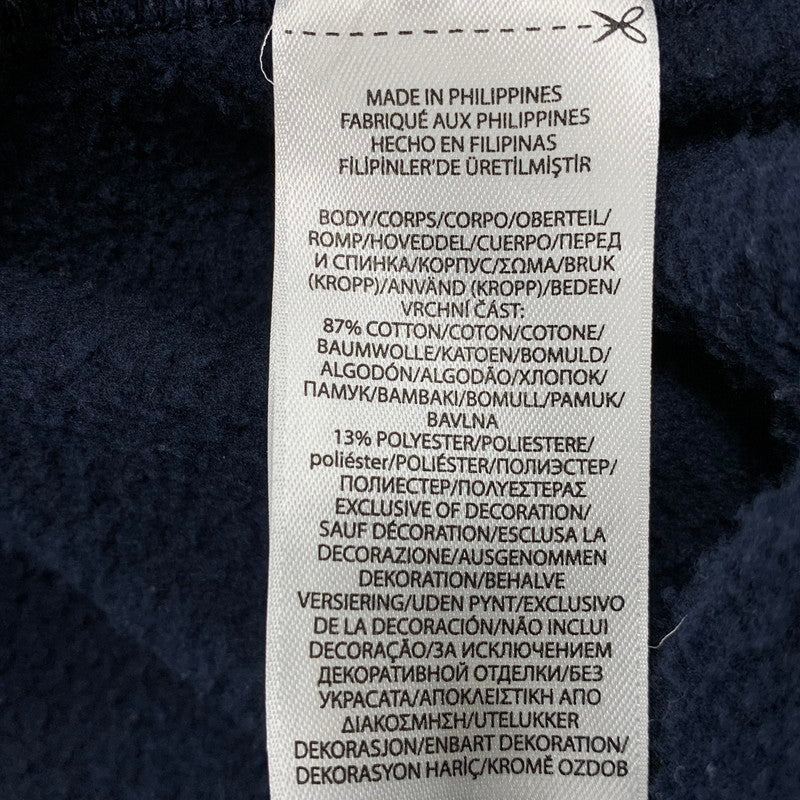 MADE IN PHILIPPINES
FABRIQUÉ AUX PHILIPPINES
HECHO EN FILIPINAS
FİLİPİNLER'DE ÜRETİLMİŞTİR
BODY/CORPS/CORPO/OBERTEIL/
ROMP/HOVEDDEL/CUERPO/ПЕРЕД
И СПИНКА/КОРПУС/ΣΩΜΑ/BRUK
(KROPP)/ANVÄND (KROPP)/BEDEN/
VRCHNÍ ČÁST:
87% COTTON/COTON/COTONE/
BAUMWOLLE/KATOEN/BOMULD/
ALGODÓN/ALGODÃO/ХЛОПОК/
ПАМУК/ΒΑΜΒΑΚΙ/BOMULL/PAMUK/
BAVLNA
13% POLYESTER/POLIESTERE/
poliéster/POLIÉSTER/ПОЛИЭСТЕР/
ПОЛИЕСТЕР/ΠΟΛΥΕΣΤΕΡΑΣ
EXCLUSIVE OF DECORATION/
SAUF DÉCORATION/ESCLUSA LA
DECORAZIONE/AUSGENOMMEN
DEKORATION/BEHALVE
VERSIERING/UDEN PYNT/EXCLUSIVO
DE LA DECORACIÓN/NÃO INCLUI
DECORAÇÃO/ЗА ИСКЛЮЧЕНИЕМ
ДЕКОРАТИВНОЙ ОТДЕЛКИ/БЕЗ
УКРАСАТА/ΑΠΟΚΛΕΙΣΤΙΚΗ ΑΠΟ
ΔΙΑΚΟΣΜΗΣΗ/UTELUKKER
DEKORASJON/ENBART DEKORATION/
DEKORASYON HARİÇ/KROMĚ OZDOB